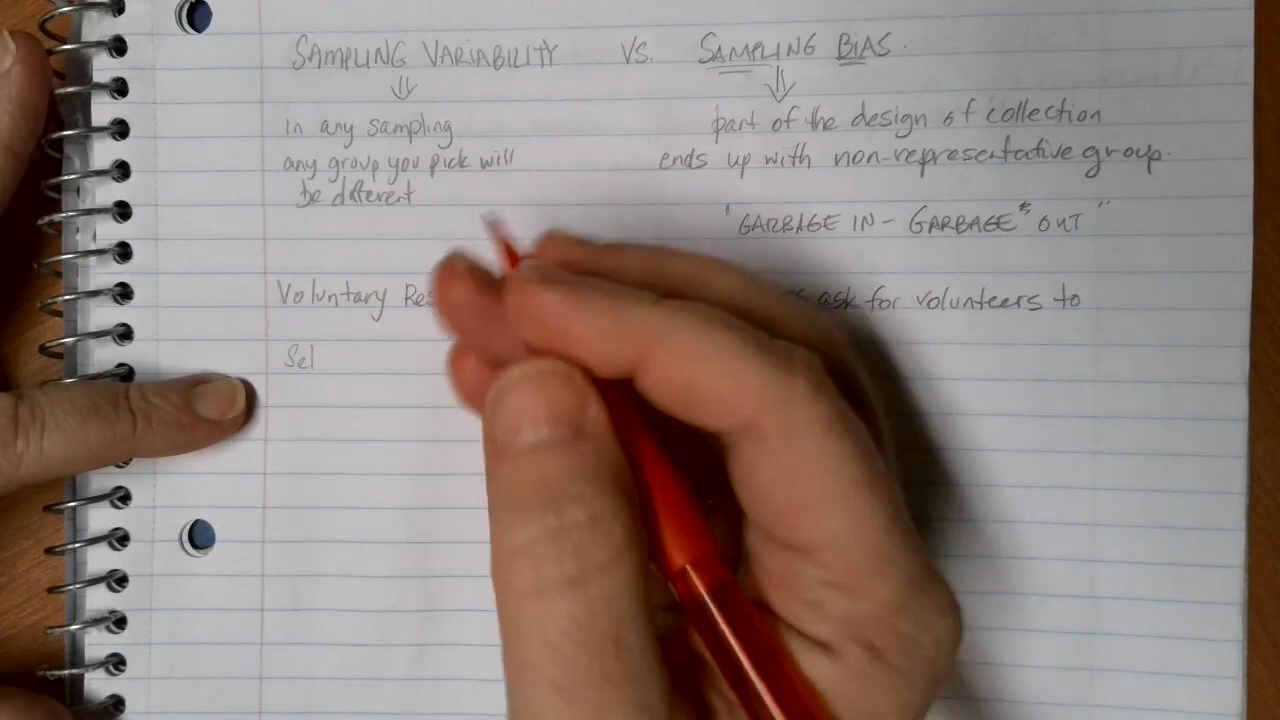 SAMPLING VARIABILITY VS. SAMPLING BIAS.
in any sampling
any group you pick will
be different
part of the design of collection
ends up with non-representative group.
"GARBAGE IN - GARBAGE OUT"
Voluntary Res ask for volunteers to
Sel